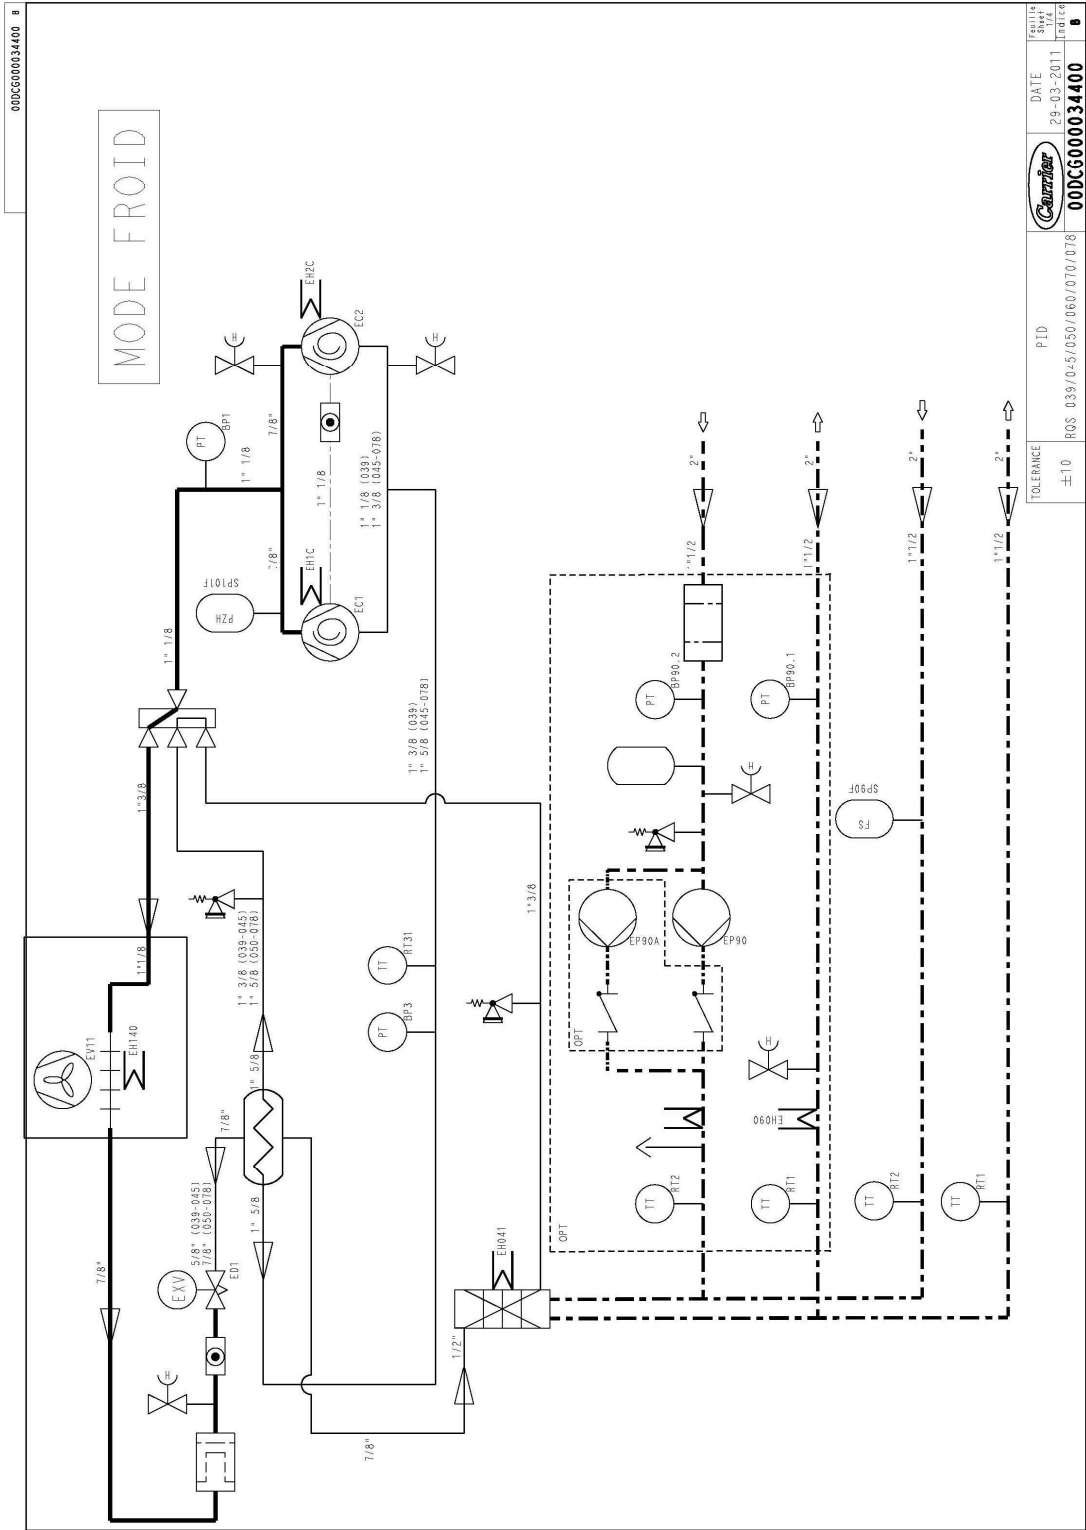 00DCG000034400 B
MODE FROID
EH2C
EC2
H
H
PT
BP1
1" 1/8
7/8"
1" 1/8
1" 1/8 (039)
1" 3/8 (045-078)
7/8"
EH1C
EC1
PZH
SP101F
1" 1/8
1" 3/8 (039)
1" 5/8 (045-078)
1"3/8
1"1/8
EV11
EH140
1" 3/8 (039-045)
1" 5/8 (050-078)
1" 5/8
7/8"
1" 5/8
5/8" (039-045)
7/8" (050-078)
EXV
ED1
H
7/8"
TT
RT31
PT
BP3
1"3/8
7/8"
1/2"
EH041
2"
1"1/2
2"
1"1/2
2"
1"1/2
2"
1"1/2
PT
BP90.2
PT
BP90.1
H
FS
SP90F
EP90A
EP90
OPT
H
EH090
TT
RT2
TT
RT1
TT
RT2
TT
RT1
OPT
TOLERANCE
±10
PID
RQS 039/045/050/060/070/078
Carrier
DATE
29-03-2011
00DCG000034400
Feuille
Sheet
1/4
Indice
B